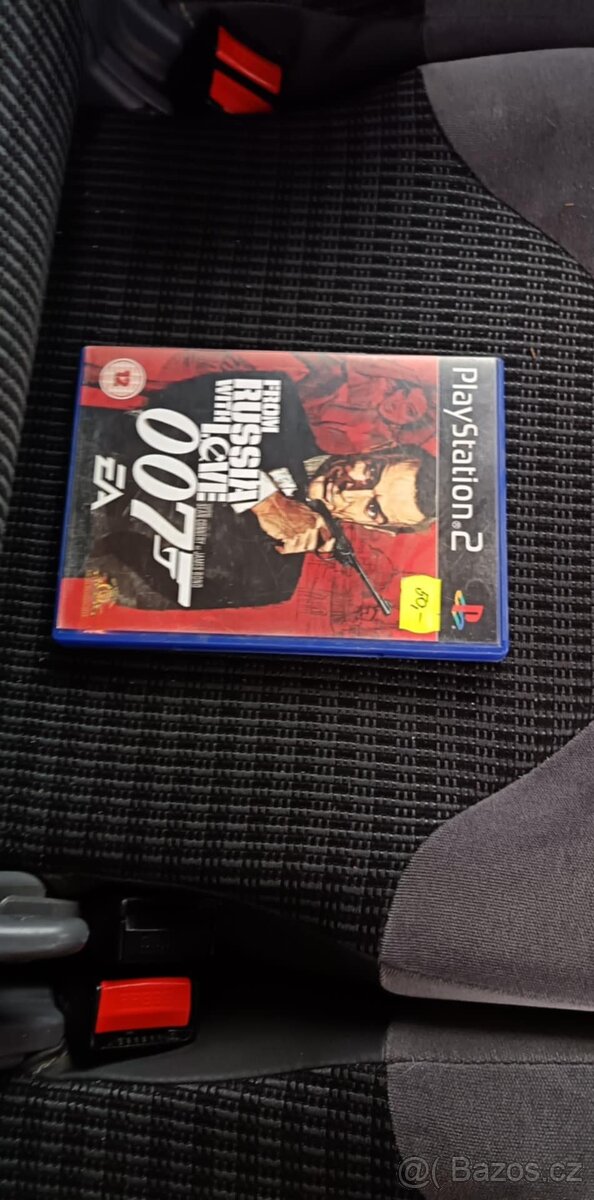 PlayStation®2
50,-
FROM
RUSSIA
WITH LOVE
007
EA
12
@( Bazos.cz